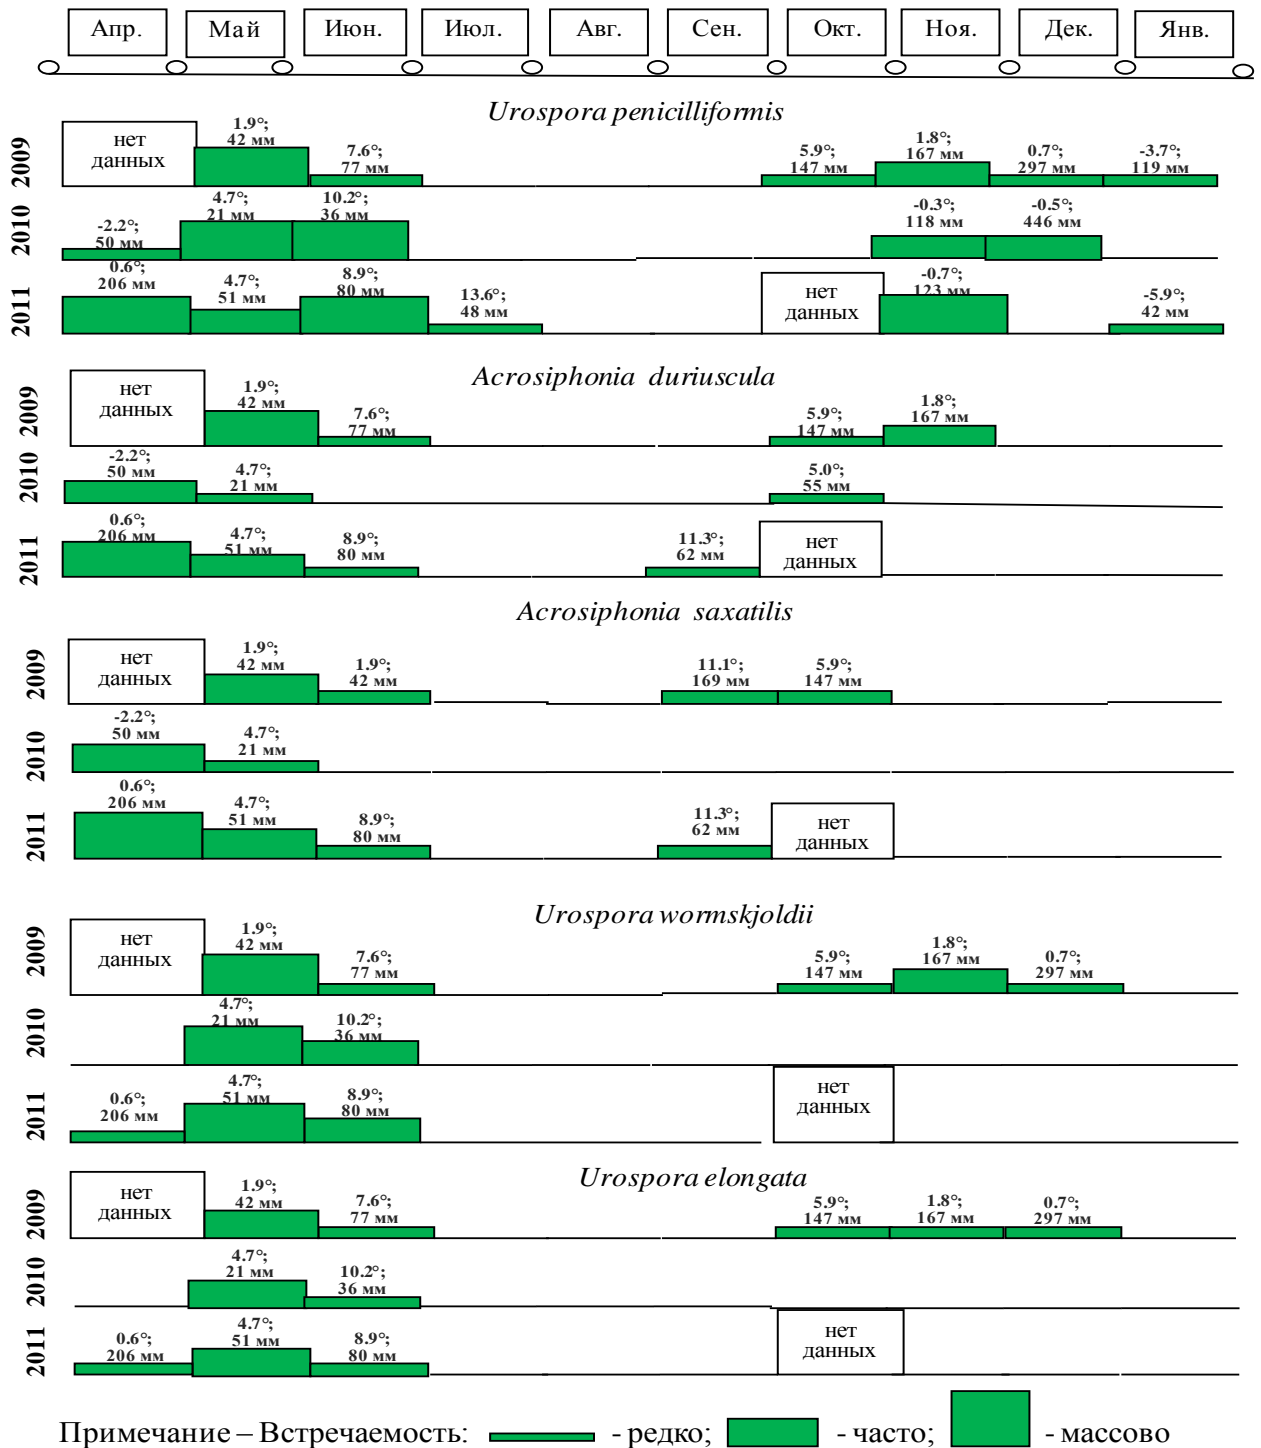 Апр. Май Июн. Июл. Авг. Сен. Окт. Ноя. Дек. Янв.
Urospora penicilliformis
2009
нет
данных
1.9°;
42 мм
7.6°;
77 мм
5.9°;
147 мм
1.8°;
167 мм
0.7°;
297 мм
-3.7°;
119 мм
2010
-2.2°;
50 мм
4.7°;
21 мм
10.2°;
36 мм
-0.3°;
118 мм
-0.5°;
446 мм
2011
0.6°;
206 мм
4.7°;
51 мм
8.9°;
80 мм
13.6°;
48 мм
нет
данных
-0.7°;
123 мм
-5.9°;
42 мм
Acrosiphonia duriuscula
2009
нет
данных
1.9°;
42 мм
7.6°;
77 мм
5.9°;
147 мм
1.8°;
167 мм
2010
-2.2°;
50 мм
4.7°;
21 мм
5.0°;
55 мм
2011
0.6°;
206 мм
4.7°;
51 мм
8.9°;
80 мм
11.3°;
62 мм
нет
данных
Acrosiphonia saxatilis
2009
нет
данных
1.9°;
42 мм
1.9°;
42 мм
11.1°;
169 мм
5.9°;
147 мм
2010
-2.2°;
50 мм
4.7°;
21 мм
2011
0.6°;
206 мм
4.7°;
51 мм
8.9°;
80 мм
11.3°;
62 мм
нет
данных
Urospora wormskjoldii
2009
нет
данных
1.9°;
42 мм
7.6°;
77 мм
5.9°;
147 мм
1.8°;
167 мм
0.7°;
297 мм
2010
4.7°;
21 мм
10.2°;
36 мм
2011
0.6°;
206 мм
4.7°;
51 мм
8.9°;
80 мм
нет
данных
Urospora elongata
2009
нет
данных
1.9°;
42 мм
7.6°;
77 мм
5.9°;
147 мм
1.8°;
167 мм
0.7°;
297 мм
2010
4.7°;
21 мм
10.2°;
36 мм
2011
0.6°;
206 мм
4.7°;
51 мм
8.9°;
80 мм
нет
данных
Примечание – Встречаемость: - редко; - часто; - массово